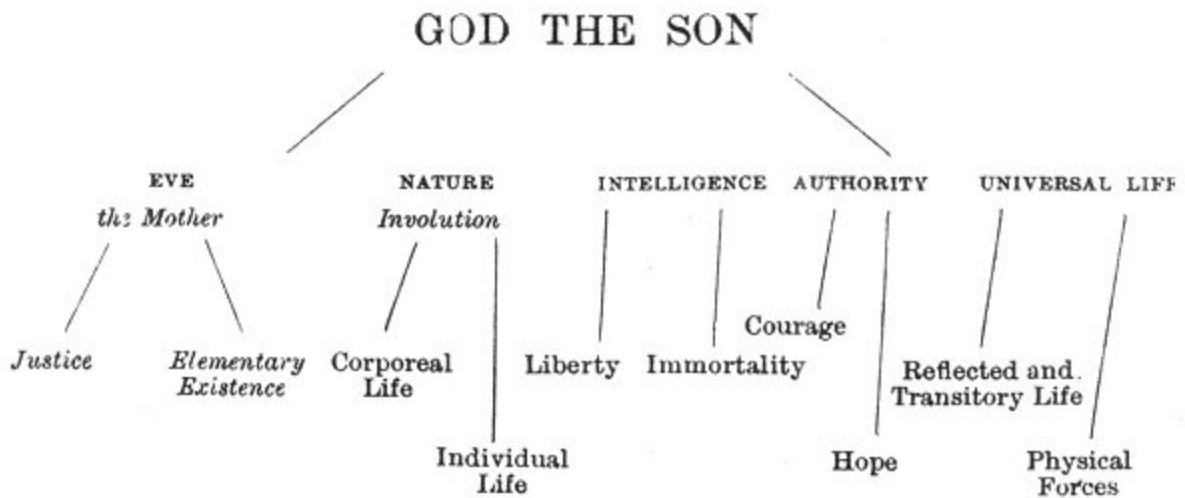 GOD THE SON
EVE
the Mother
NATURE
Involution
INTELLIGENCE
AUTHORITY
UNIVERSAL LIFE
Justice
Elementary
Existence
Corporeal
Life
Individual
Life
Liberty
Immortality
Courage
Hope
Reflected and
Transitory Life
Physical
Forces